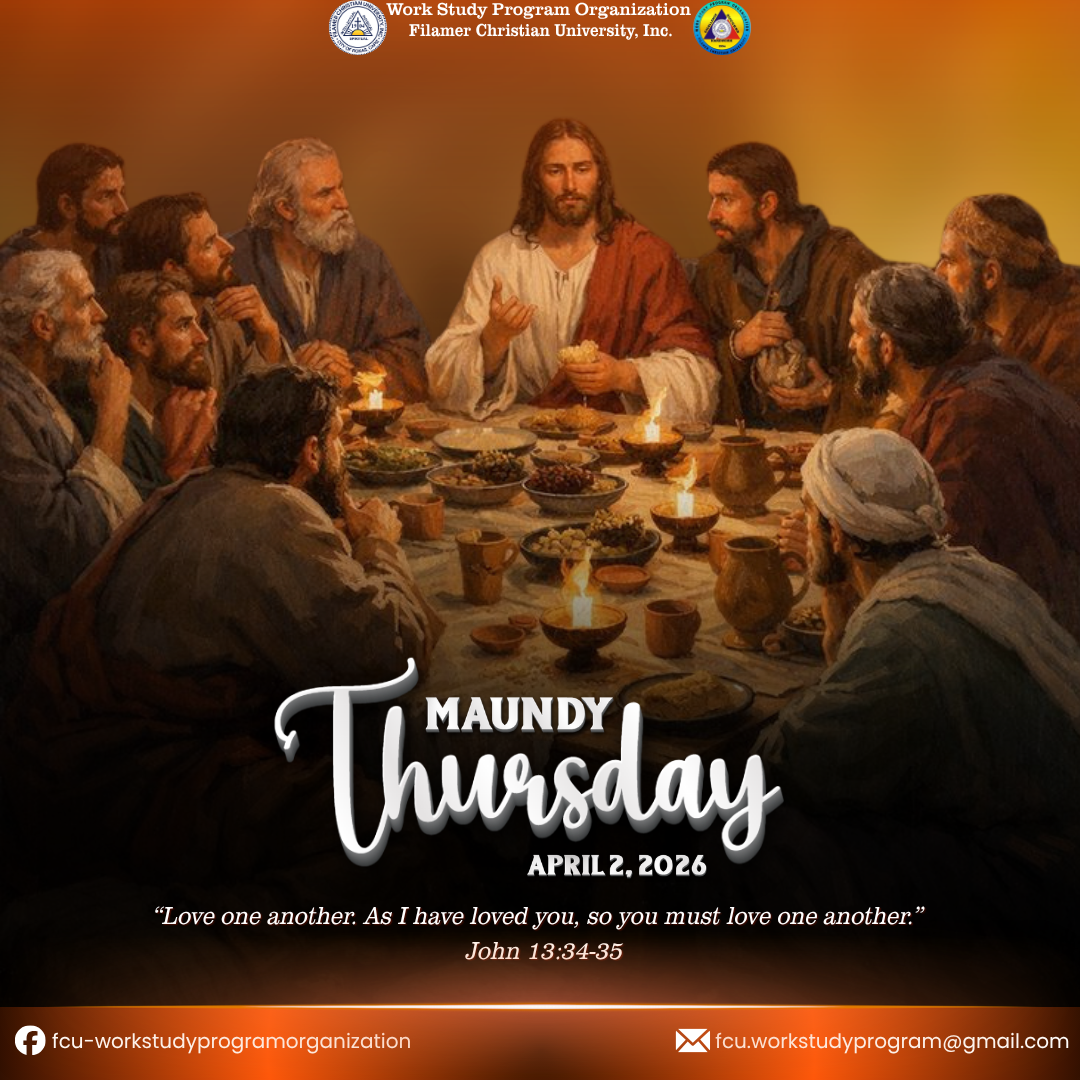 Work Study Program Organization
Filamer Christian University, Inc.
MAUNDY
Thursday
APRIL 2, 2026
“Love one another. As I have loved you, so you must love one another.”
John 13:34-35
fcu-workstudyprogramorganization
fcu.workstudyprogram@gmail.com